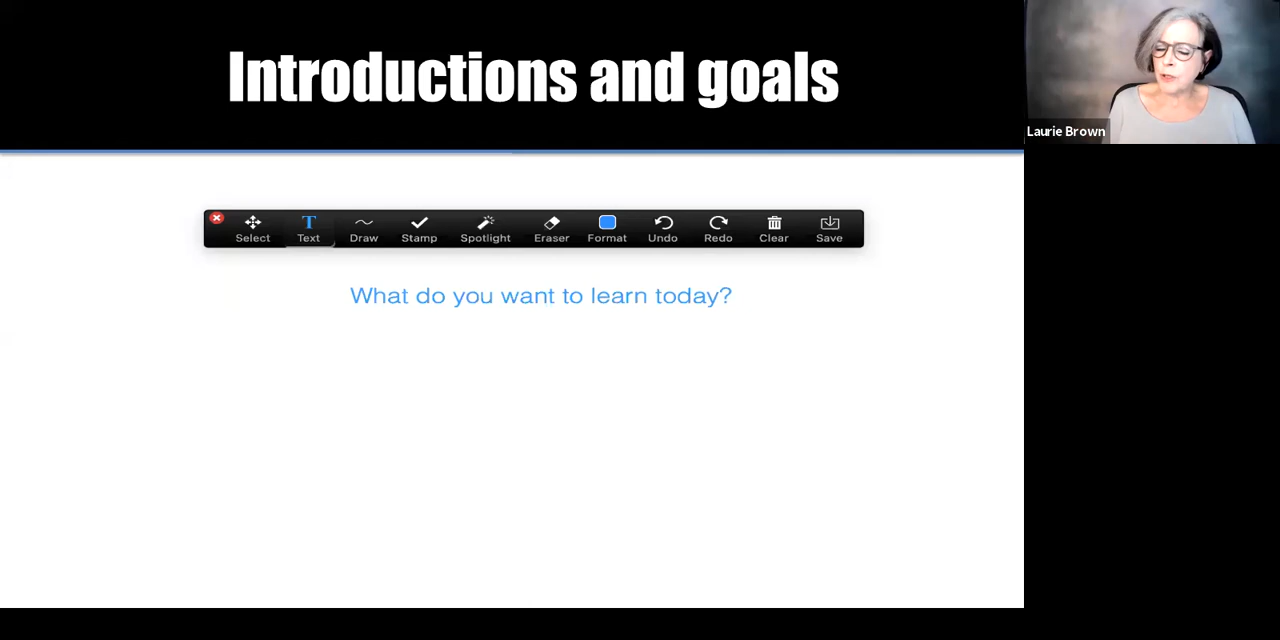 Introductions and goals
Laurie Brown
Select Text Draw Stamp Spotlight Eraser Format Undo Redo Clear Save
What do you want to learn today?